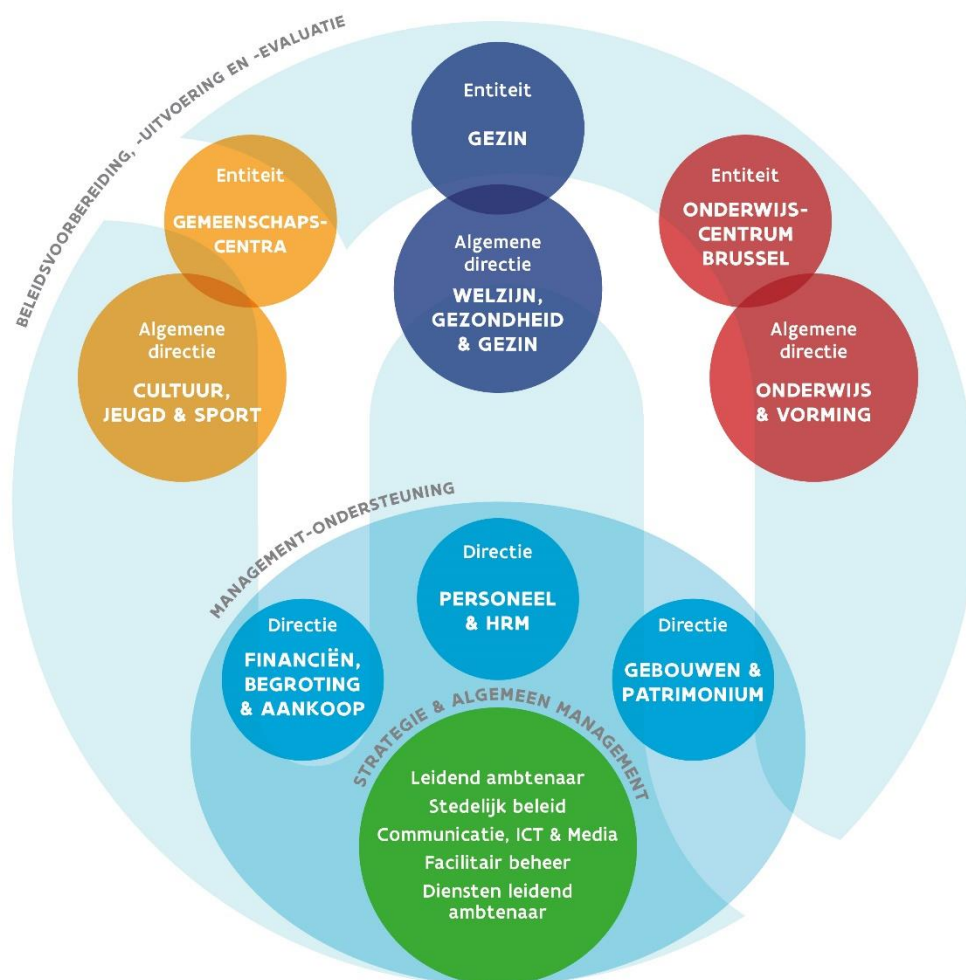 BELEIDSVOORBEREIDING, -UITVOERING EN -EVALUATIE
Entiteit
GEZIN
Entiteit
GEMEENSCHAPS-
CENTRA
Entiteit
ONDERWIJS-
CENTRUM
BRUSSEL
Algemene
directie
WELZIJN,
GEZONDHEID
& GEZIN
Algemene
directie
CULTUUR,
JEUGD & SPORT
Algemene
directie
ONDERWIJS
& VORMING
MANAGEMENT-ONDERSTEUNING
Directie
PERSONEEL
& HRM
Directie
FINANCIËN,
BEGROTING
& AANKOOP
Directie
GEBOUWEN &
PATRIMONIUM
STRATEGIE & ALGEMEEN MANAGEMENT
Leidend ambtenaar
Stedelijk beleid
Communicatie, ICT & Media
Facilitair beheer
Diensten leidend
ambtenaar